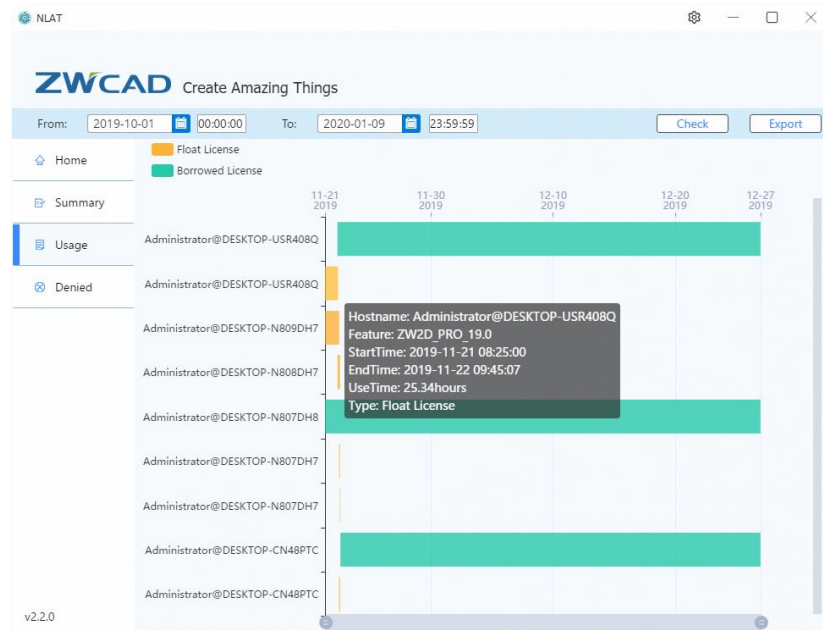 NLAT
ZWCAD Create Amazing Things
From: 2019-10-01 00:00:00 To: 2020-01-09 23:59:59 Check Export
Float License
Borrowed License
Home
Summary
Usage
Denied
11-21 11-30 12-10 12-20 12-27
2019 2019 2019 2019 2019
Administrator@DESKTOP-USR408Q
Administrator@DESKTOP-USR408Q
Administrator@DESKTOP-N809DH7
Administrator@DESKTOP-N808DH7
Administrator@DESKTOP-N807DH8
Administrator@DESKTOP-N807DH7
Administrator@DESKTOP-N807DH7
Administrator@DESKTOP-CN48PTC
Administrator@DESKTOP-CN48PTC
Hostname: Administrator@DESKTOP-USR408Q
Feature: ZW2D_PRO_19.0
StartTime: 2019-11-21 08:25:00
EndTime: 2019-11-22 09:45:07
UseTime: 25.34hours
Type: Float License
v2.2.0